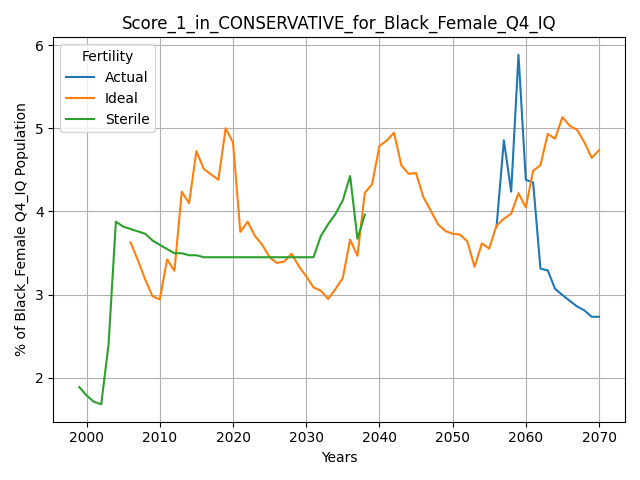 Score_1_in_CONSERVATIVE_for_Black_Female_Q4_IQ
Fertility
Actual
Ideal
Sterile
% of Black_Female Q4_IQ Population
6
5
4
3
2
2000 2010 2020 2030 2040 2050 2060 2070
Years